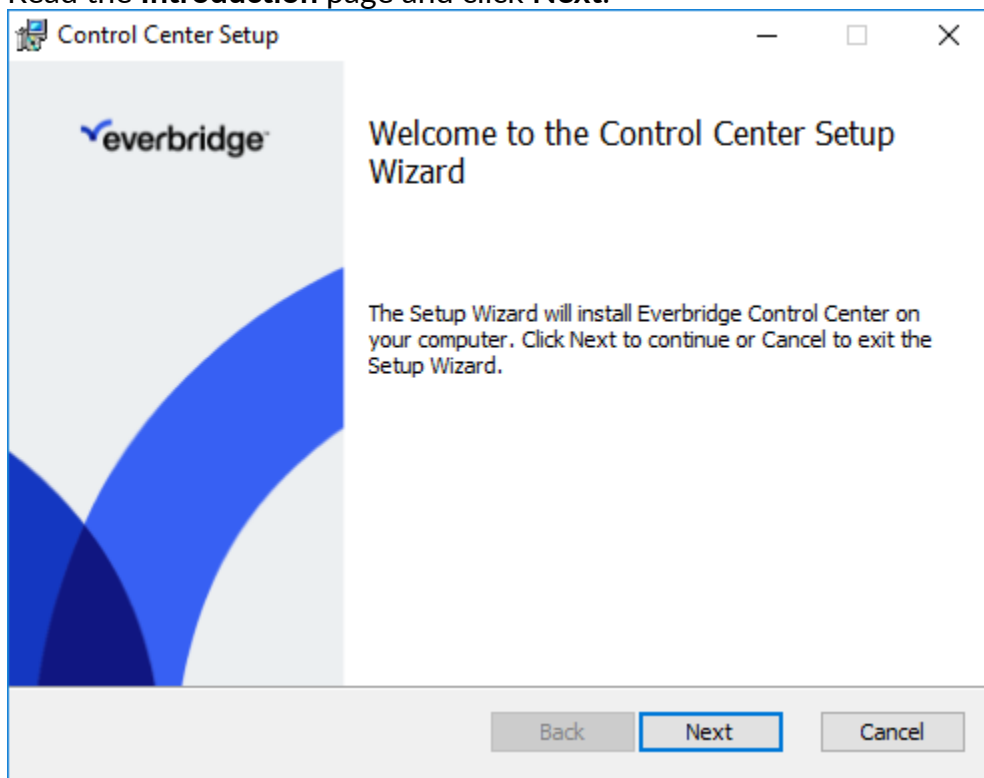 Read the Introduction page and click Next.
Control Center Setup
everbridge
Welcome to the Control Center Setup
Wizard
The Setup Wizard will install Everbridge Control Center on
your computer. Click Next to continue or Cancel to exit the
Setup Wizard.
Back Next Cancel